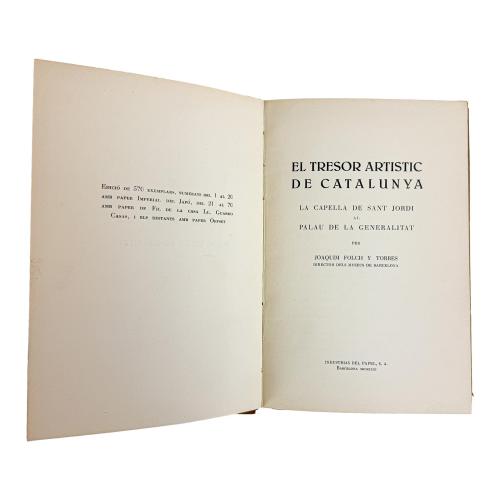 Edició de 570 exemplars, numerats del 1 al 20
amb paper Imperial del Japó, del 21 al 70
amb paper de Fil de la casa Ll. Guarro
Casas, i els restants amb paper Offset
EL TRESOR ARTISTIC
DE CATALUNYA
LA CAPELLA DE SANT JORDI
AL
PALAU DE LA GENERALITAT
PER
JOAQUIM FOLCH Y TORRES
DIRECTOR DELS MUSEUS DE BARCELONA
INDUSTRIAS DEL PAPEL, S. A.
Barcelona